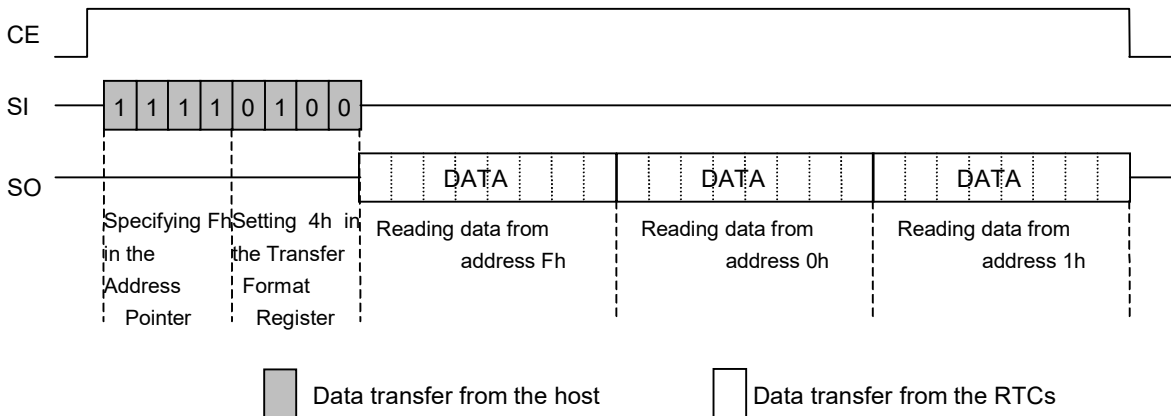 CE
SI
1 1 1 1 0 1 0 0
SO
DATA DATA DATA
Specifying Fh
in the
Address
Pointer
Setting 4h in
the Transfer
Format
Register
Reading data from
address Fh
Reading data from
address 0h
Reading data from
address 1h
Data transfer from the host
Data transfer from the RTCs